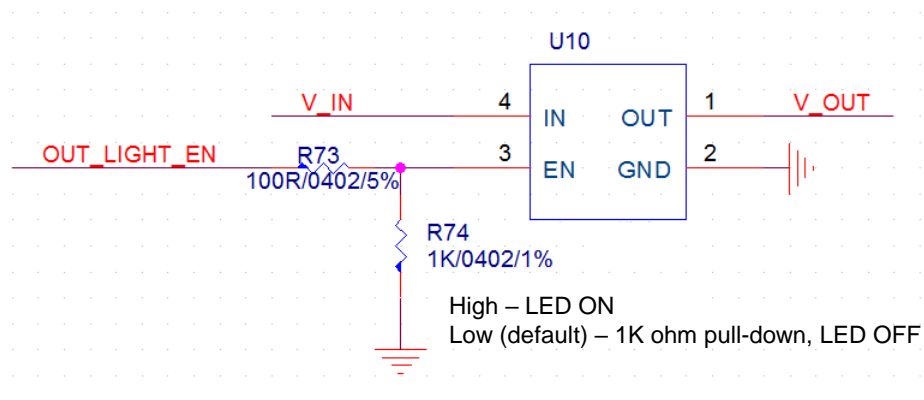 U10
V_IN
4
IN
OUT
1
V_OUT
OUT_LIGHT_EN
R73
100R/0402/5%
3
EN
GND
2
R74
1K/0402/1%
High – LED ON
Low (default) – 1K ohm pull-down, LED OFF